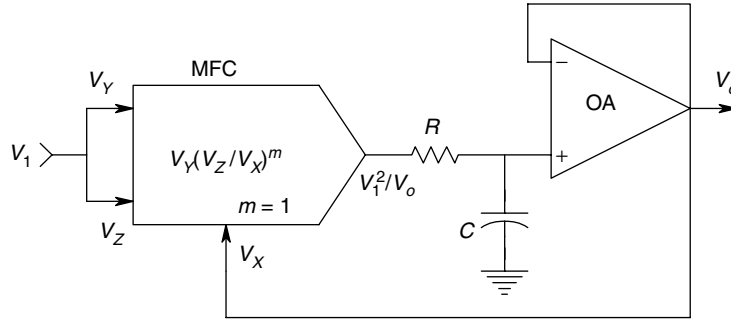 MFC
V_Y
V_1
V_Y(V_Z/V_X)^m
m = 1
V_Z
V_X
R
V_1^2/V_o
C
−
+
OA
V_o